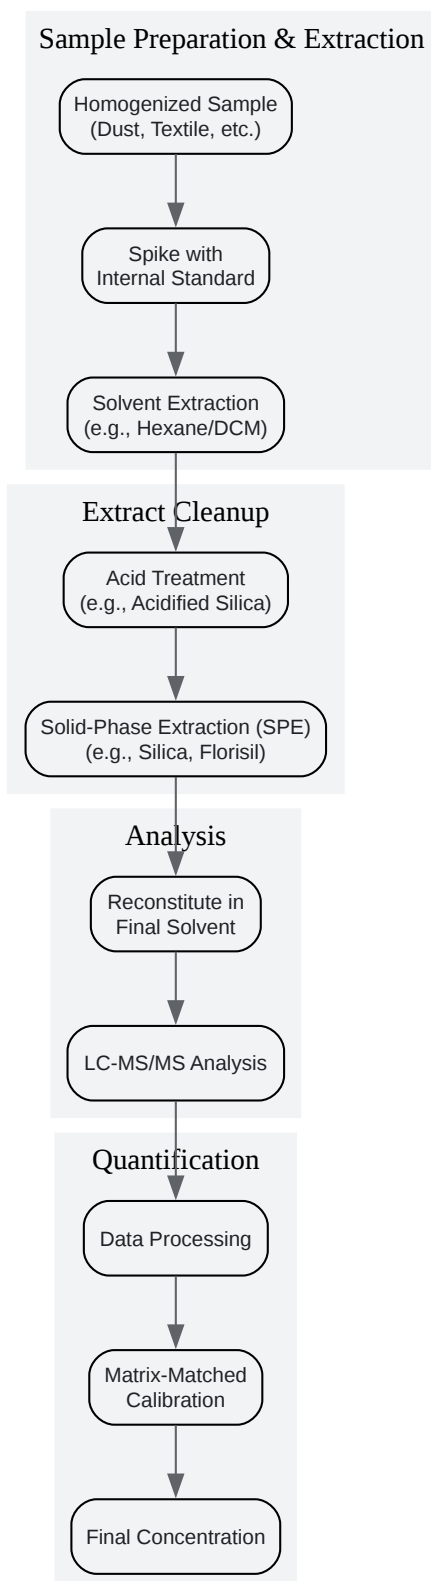 Sample Preparation & Extraction
Homogenized Sample
(Dust, Textile, etc.)
Spike with
Internal Standard
Solvent Extraction
(e.g., Hexane/DCM)
Extract Cleanup
Acid Treatment
(e.g., Acidified Silica)
Solid-Phase Extraction (SPE)
(e.g., Silica, Florisil)
Analysis
Reconstitute in
Final Solvent
LC-MS/MS Analysis
Quantification
Data Processing
Matrix-Matched
Calibration
Final Concentration